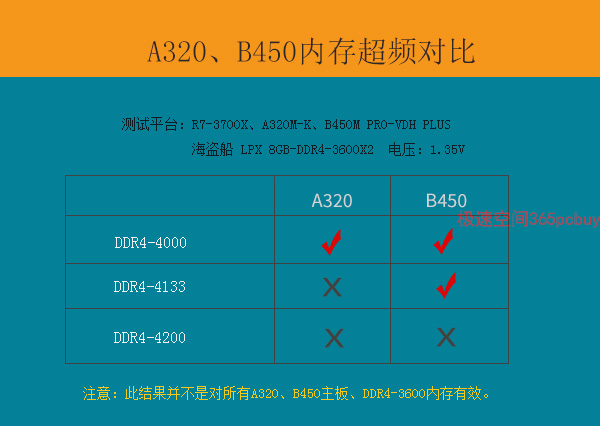 A320、B450内存超频对比
测试平台：R7-3700X、A320M-K、B450M PRO-VDH PLUS
海盗船 LPX 8GB-DDR4-3600X2 电压：1.35V
A320 B450
极速空间365pcbuy
DDR4-4000
DDR4-4133
DDR4-4200
注意：此结果并不是对所有A320、B450主板、DDR4-3600内存有效。